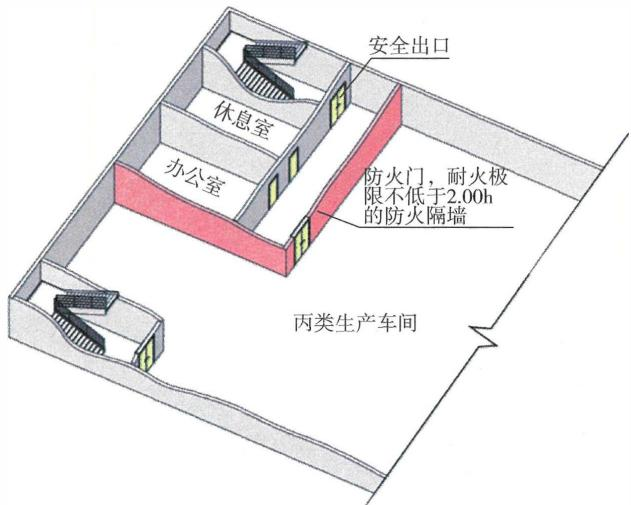 安全出口
休息室
办公室
防火门，耐火极
限不低于2.00h
的防火隔墙
丙类生产车间